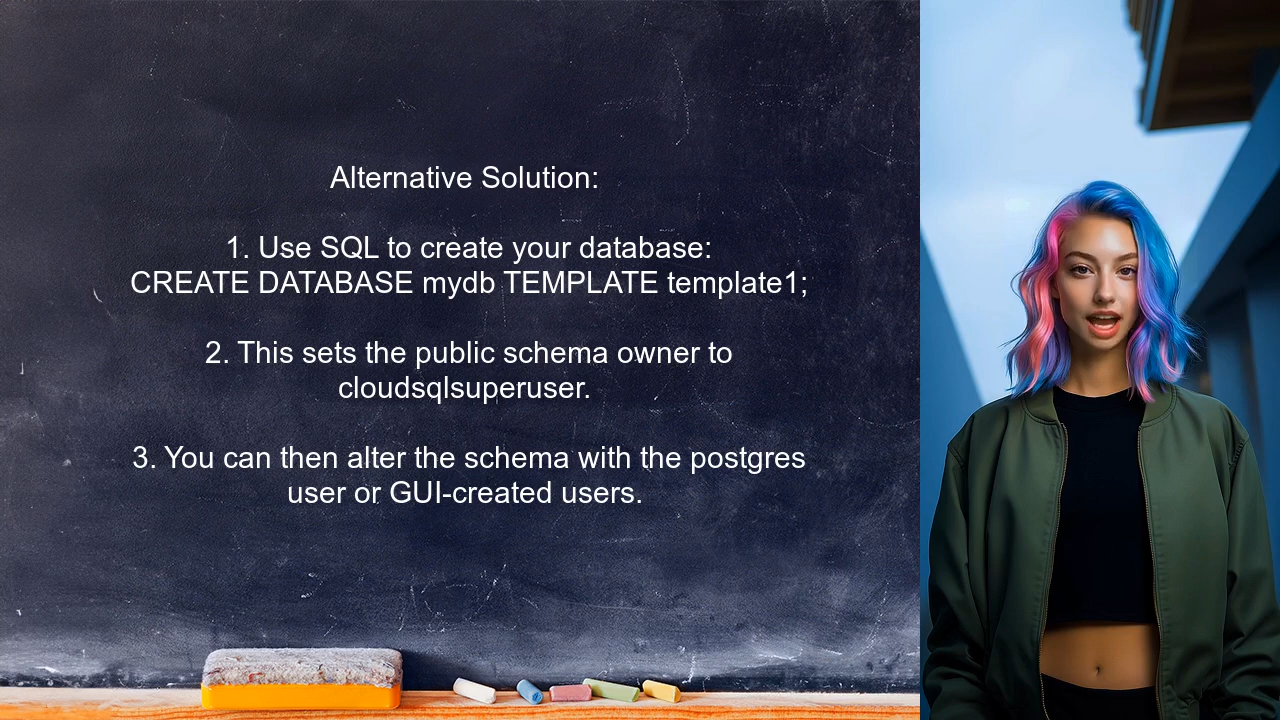 Alternative Solution:
1. Use SQL to create your database:
CREATE DATABASE mydb TEMPLATE template1;
2. This sets the public schema owner to
cloudsqlsuperuser.
3. You can then alter the schema with the postgres
user or GUI-created users.